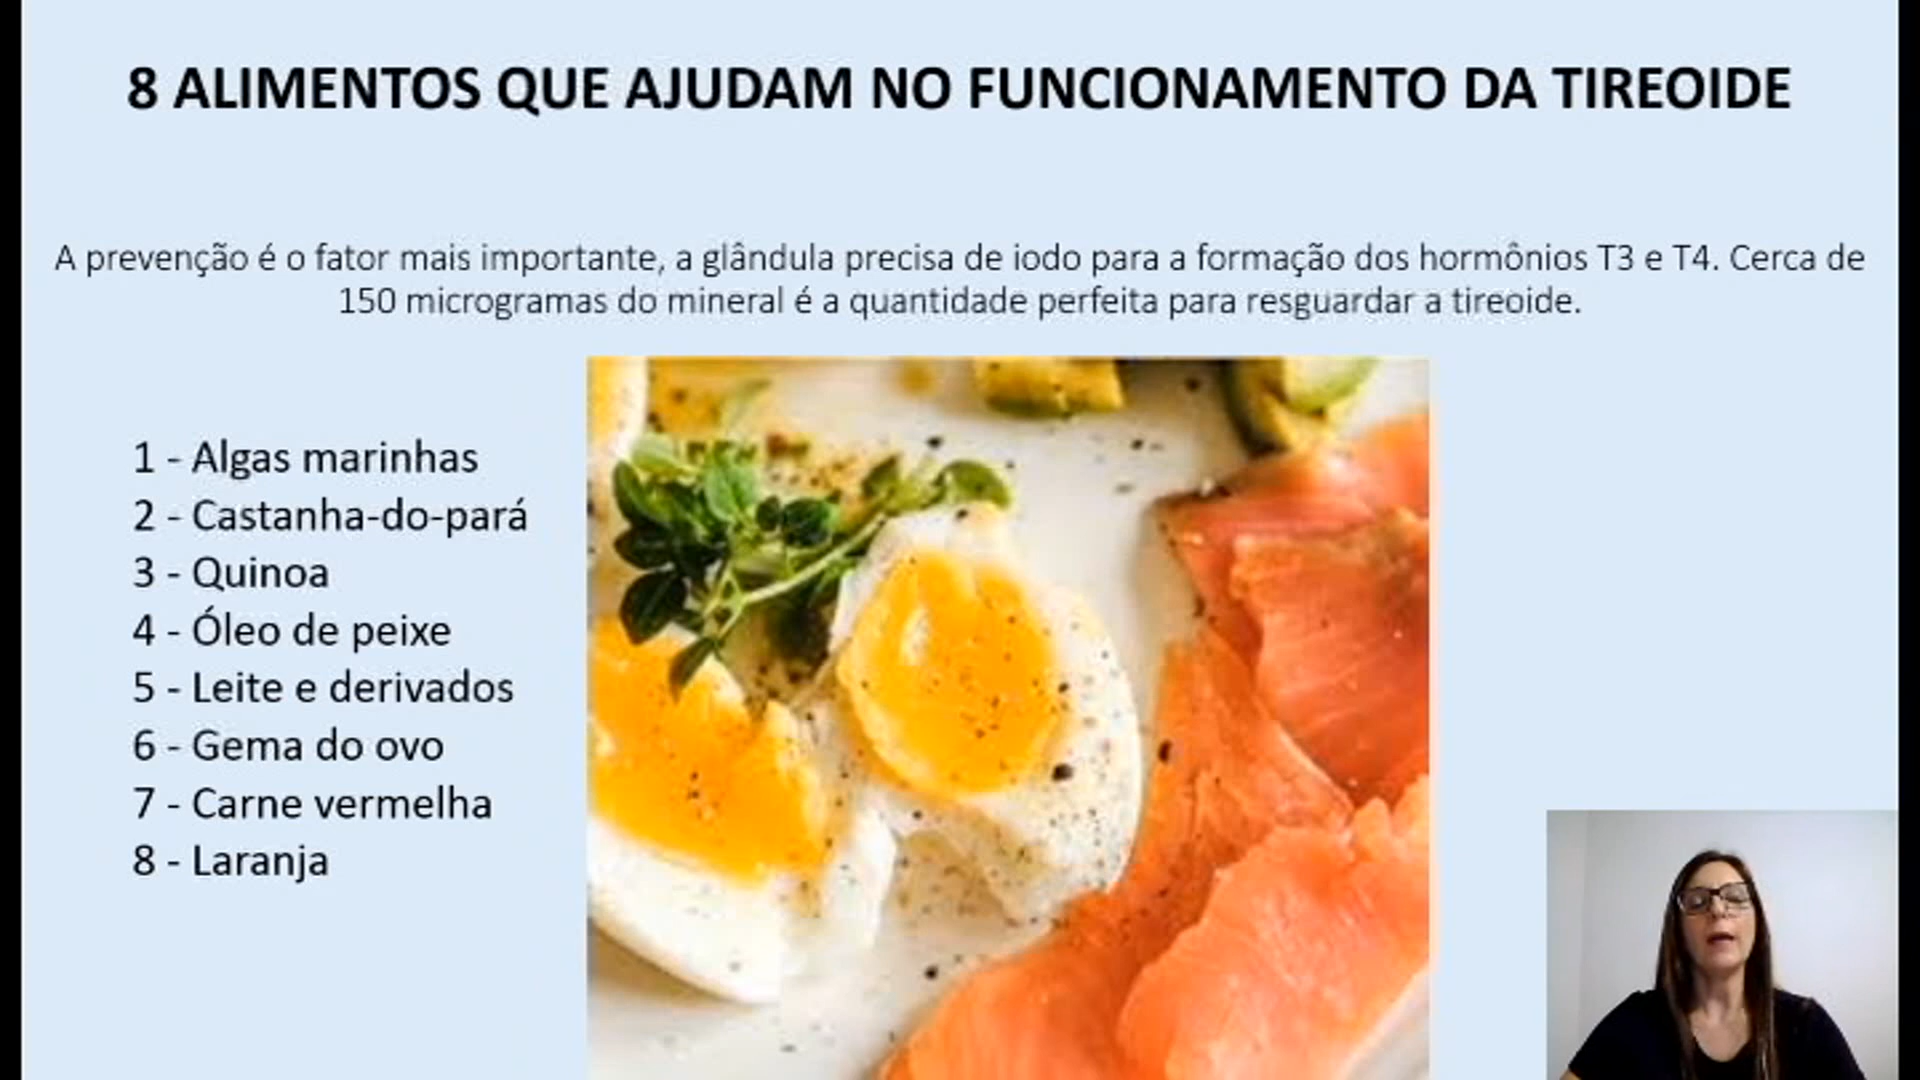 8 ALIMENTOS QUE AJUDAM NO FUNCIONAMENTO DA TIREOIDE
A prevenção é o fator mais importante, a glândula precisa de iodo para a formação dos hormônios T3 e T4. Cerca de
150 microgramas do mineral é a quantidade perfeita para resguardar a tireoide.
1 - Algas marinhas
2 - Castanha-do-pará
3 - Quinoa
4 - Óleo de peixe
5 - Leite e derivados
6 - Gema do ovo
7 - Carne vermelha
8 - Laranja